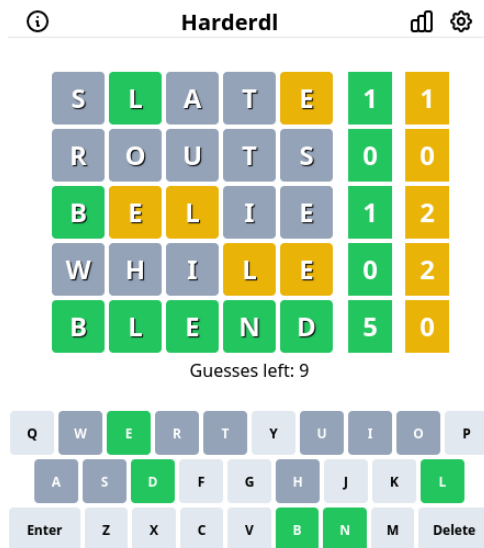 Harderdl
S L A T E 1 1
R O U T S 0 0
B E L I E 1 2
W H I L E 0 2
B L E N D 5 0
Guesses left: 9
Q W E R T Y U I O P
A S D F G H J K L
Enter Z X C V B N M Delete